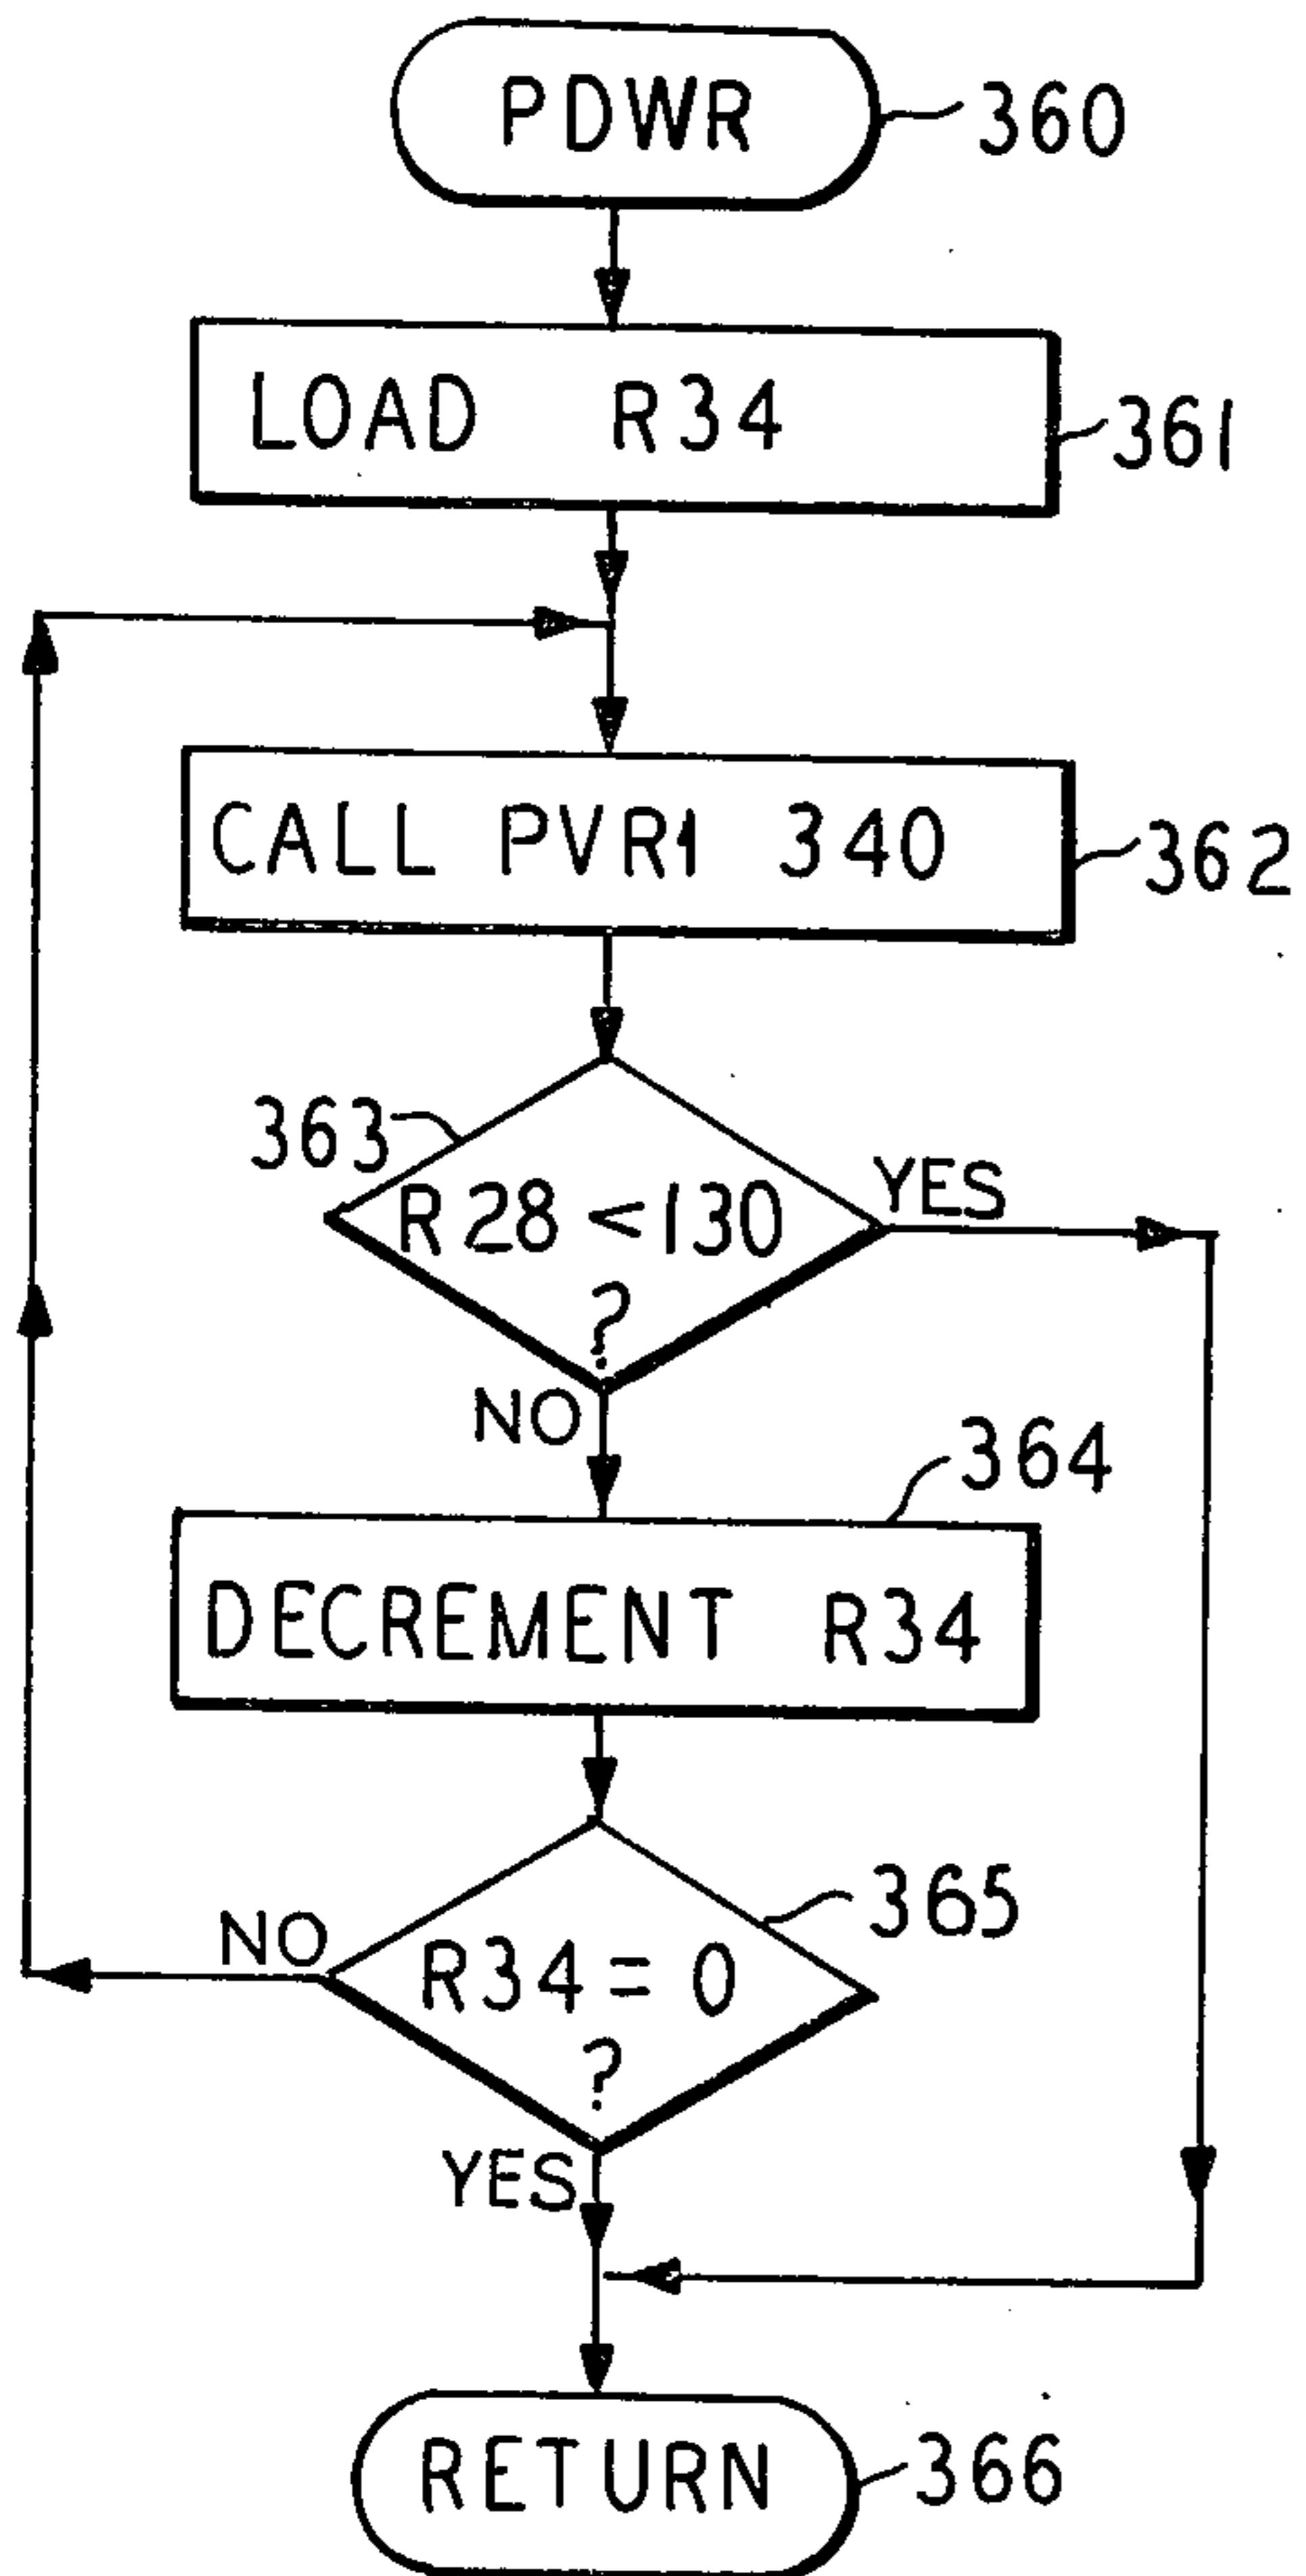 PDWR
360
LOAD R34
361
CALL PVR1 340
362
363
R28 < 130
?
YES
NO
364
DECREMENT R34
365
NO
R34 = 0
?
YES
RETURN
366